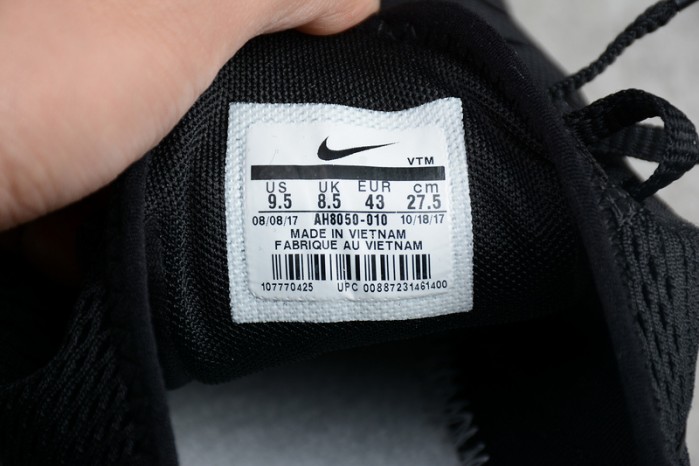 VTM
US UK EUR cm
9.5 8.5 43 27.5
08/08/17 AH8050-010 10/18/17
MADE IN VIETNAM
FABRIQUE AU VIETNAM
107770425 UPC 00887231461400